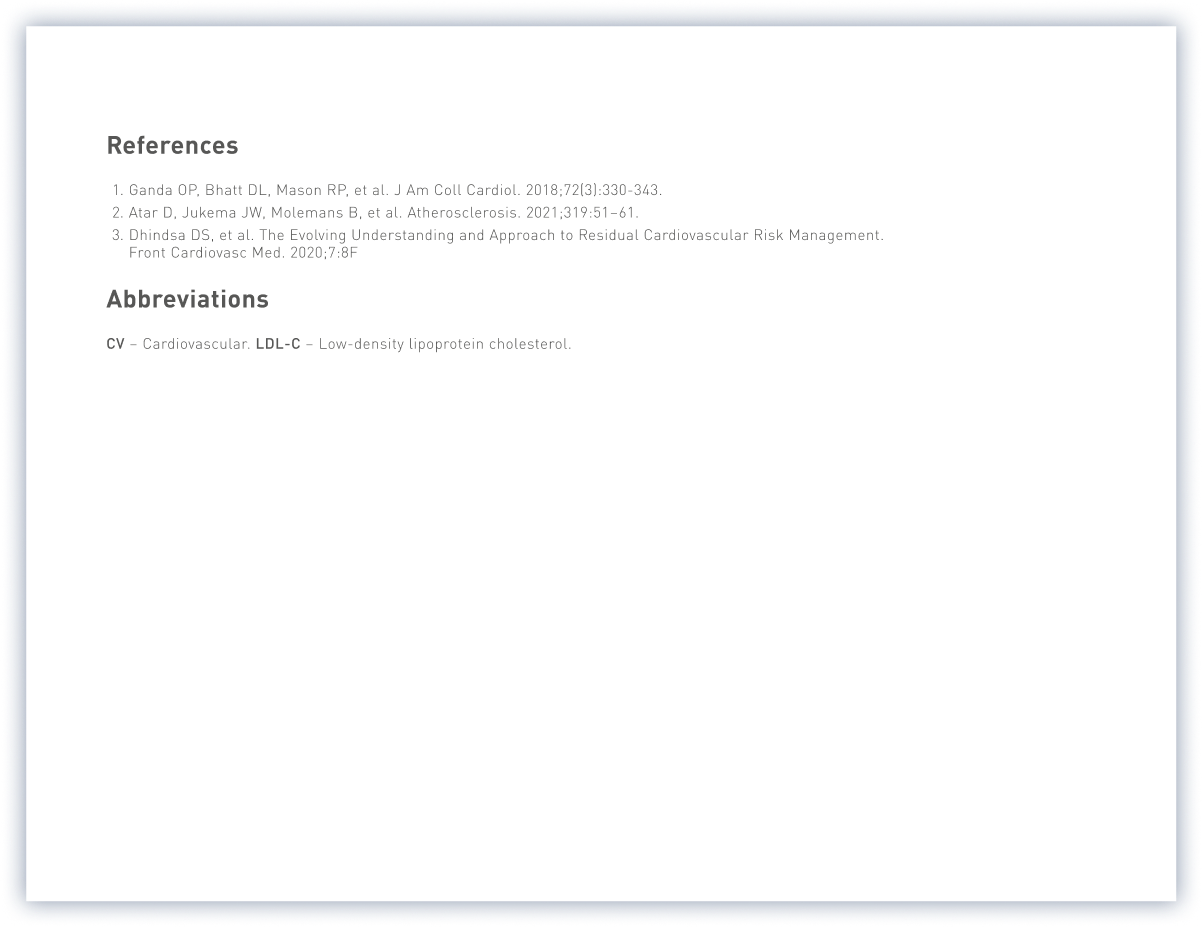 References
1. Ganda OP, Bhatt DL, Mason RP, et al. J Am Coll Cardiol. 2018;72(3):330-343.
2. Atar D, Jukema JW, Molemans B, et al. Atherosclerosis. 2021;319:51–61.
3. Dhindsa DS, et al. The Evolving Understanding and Approach to Residual Cardiovascular Risk Management.
Front Cardiovasc Med. 2020;7:8F
Abbreviations
CV – Cardiovascular. LDL-C – Low-density lipoprotein cholesterol.